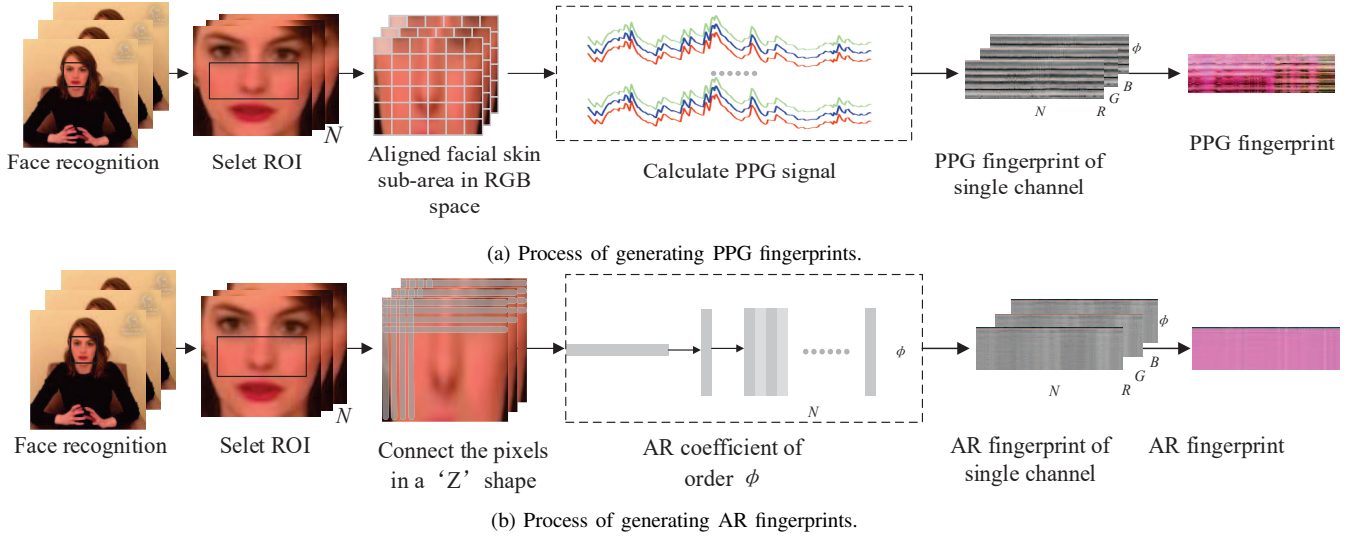 N
φ
B
G
N
R
Face recognition
Selet ROI
Aligned facial skin
sub-area in RGB
space
Calculate PPG signal
PPG fingerprint of
single channel
PPG fingerprint
(a) Process of generating PPG fingerprints.
N
φ
N
φ
B
G
N
R
Face recognition
Selet ROI
Connect the pixels
in a ‘Z’ shape
AR coefficient of
order φ
AR fingerprint of
single channel
AR fingerprint
(b) Process of generating AR fingerprints.